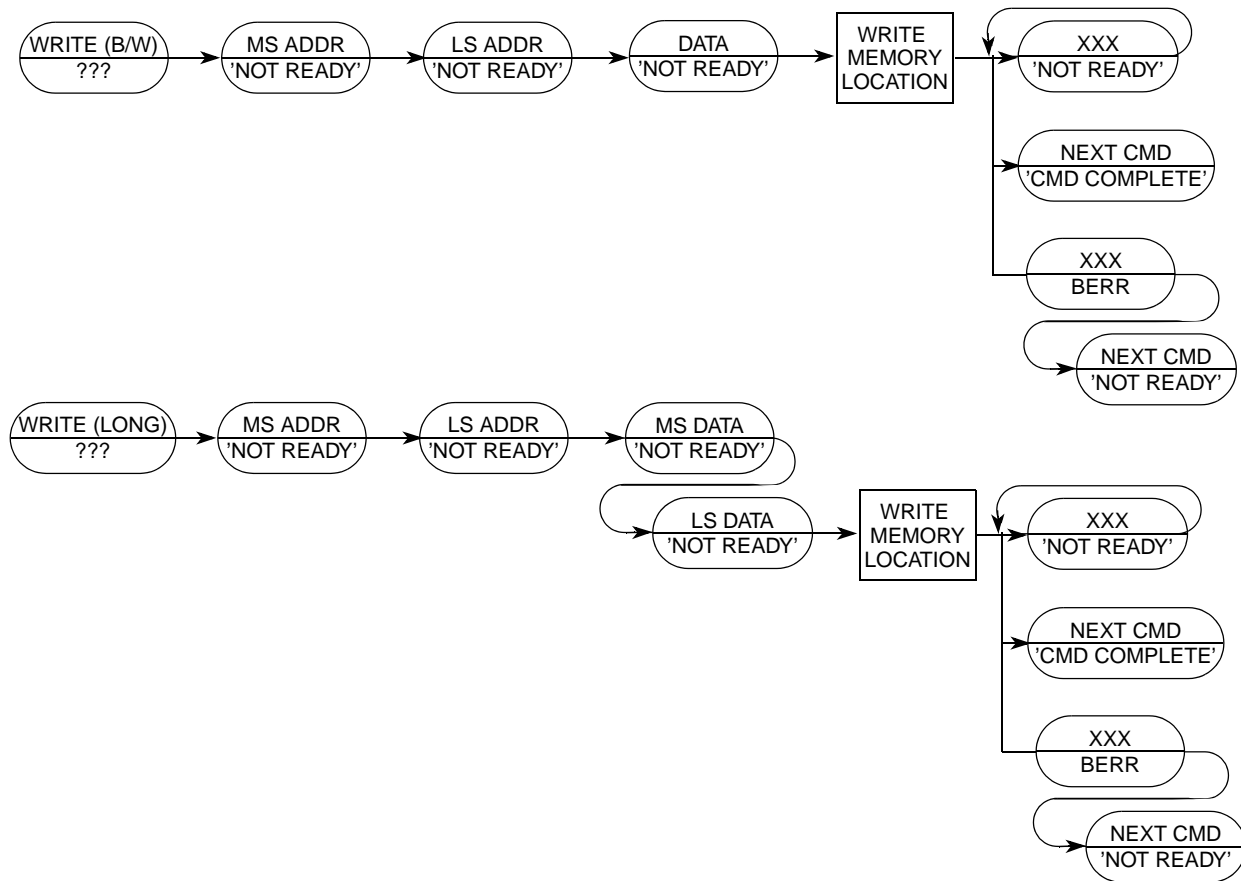 WRITE (B/W)
???
MS ADDR
'NOT READY'
LS ADDR
'NOT READY'
DATA
'NOT READY'
WRITE
MEMORY
LOCATION
XXX
'NOT READY'
NEXT CMD
'CMD COMPLETE'
XXX
BERR
NEXT CMD
'NOT READY'
WRITE (LONG)
???
MS ADDR
'NOT READY'
LS ADDR
'NOT READY'
MS DATA
'NOT READY'
LS DATA
'NOT READY'
WRITE
MEMORY
LOCATION
XXX
'NOT READY'
NEXT CMD
'CMD COMPLETE'
XXX
BERR
NEXT CMD
'NOT READY'